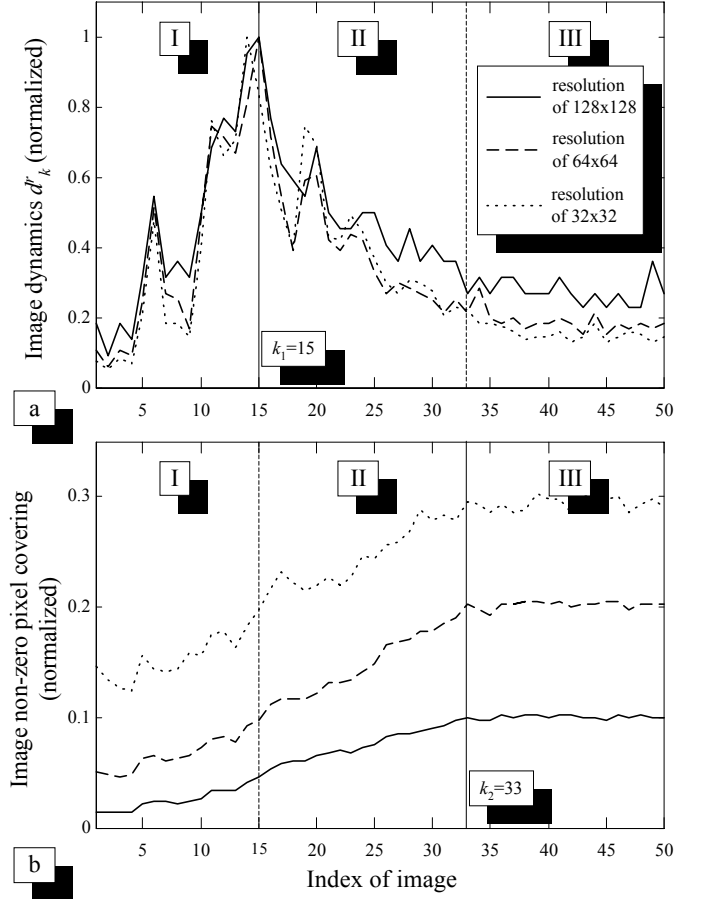 I
II
III
1
0.8
0.6
0.4
0.2
0
Image dynamics d^r_k (normalized)
resolution
of 128x128
resolution
of 64x64
resolution
of 32x32
k_1=15
5 10 15 20 25 30 35 40 45 50
a
I
II
III
0.3
0.2
0.1
0
Image non-zero pixel covering
(normalized)
k_2=33
5 10 15 20 25 30 35 40 45 50
Index of image
b